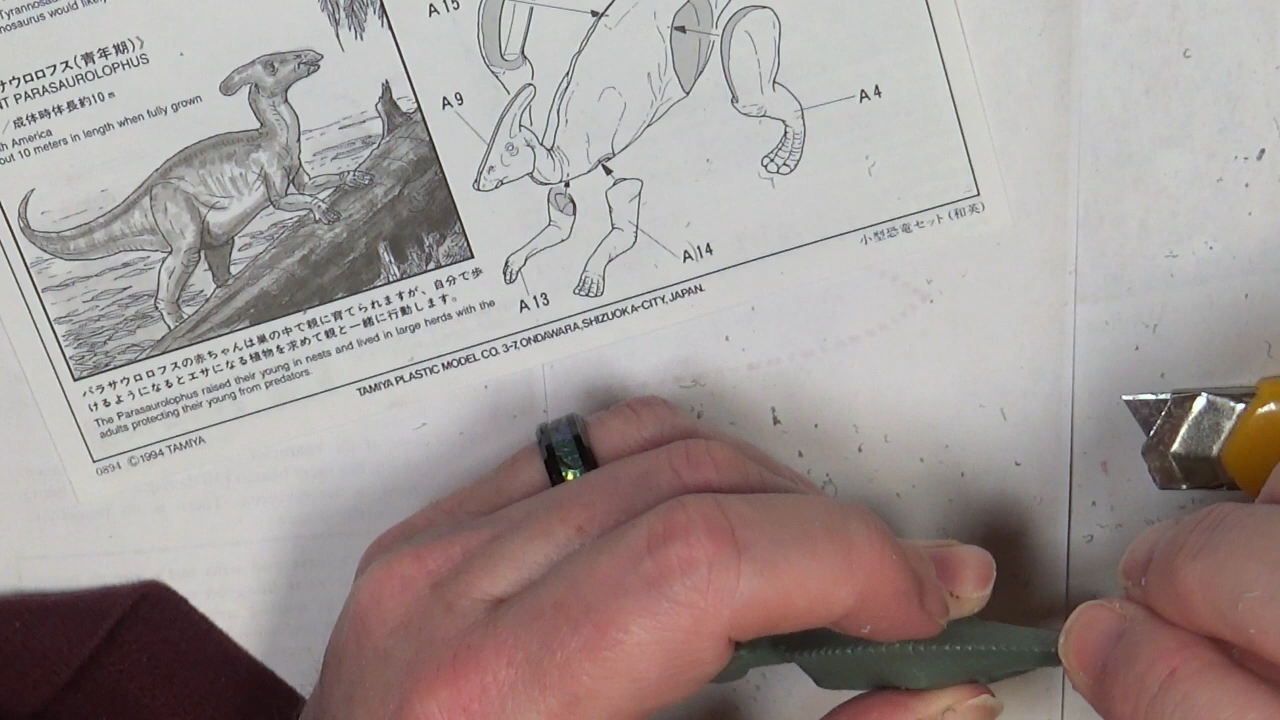 Tyrannosau
nosaurus would likely
サウロロフス(青年期)》
NT PARASAUROLOPHUS
/成体時体長約10m
th America
out 10 meters in length when fully grown
パラサウロロフスの赤ちゃんは巣の中で親に育てられますが、自分で歩
けるようになるとエサになる植物を求めて親と一緒に行動します。
The Parasaurolophus raised their young in nests and lived in large herds with the
adults protecting their young from predators.
0894 ©1994 TAMIYA
A15
A9
A4
A14
A13
小型恐竜セット(和英)
TAMIYA PLASTIC MODEL CO. 3-7, ONDAWARA, SHIZUOKA-CITY, JAPAN.